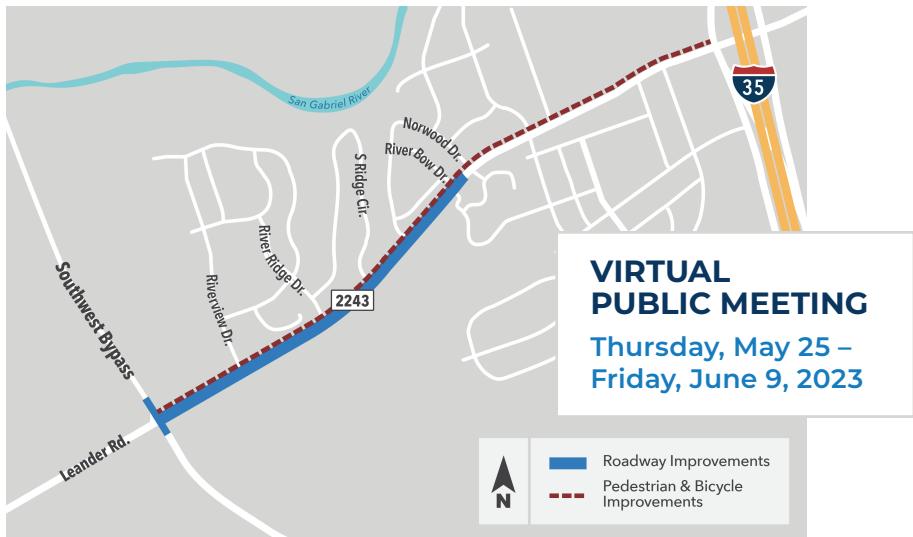 San Gabriel River
35
Norwood Dr.
River Bow Dr.
S Ridge Cir.
River Ridge Dr.
Riverview Dr.
Southwest Bypass
2243
Leander Rd.
VIRTUAL
PUBLIC MEETING
Thursday, May 25 –
Friday, June 9, 2023
N
Roadway Improvements
Pedestrian & Bicycle
Improvements